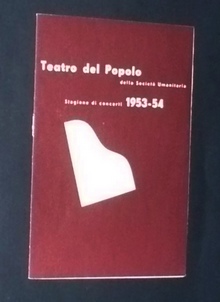 Teatro del Popolo
della Società Umanitaria
Stagione di concerti 1953-54